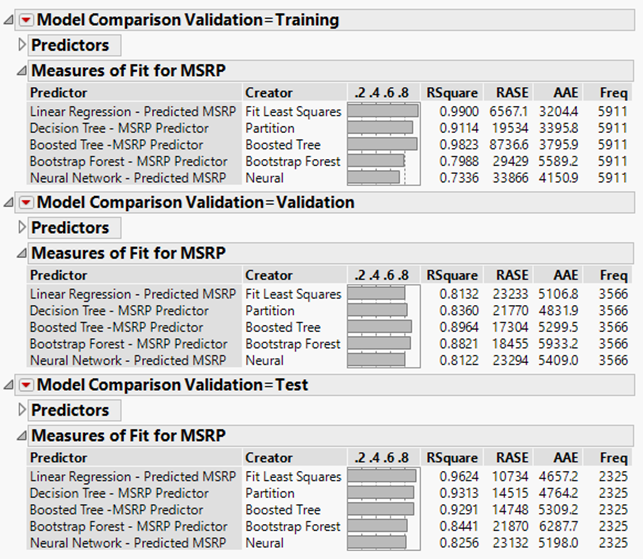 Model Comparison Validation=Training
Predictors
Measures of Fit for MSRP
Predictor Creator .2 .4 .6 .8 RSquare RASE AAE Freq
Linear Regression - Predicted MSRP Fit Least Squares 0.9900 6567.1 3204.4 5911
Decision Tree - MSRP Predictor Partition 0.9114 19534 3395.8 5911
Boosted Tree -MSRP Predictor Boosted Tree 0.9823 8736.6 3795.9 5911
Bootstrap Forest - MSRP Predictor Bootstrap Forest 0.7988 29429 5589.2 5911
Neural Network - Predicted MSRP Neural 0.7336 33866 4150.9 5911
Model Comparison Validation=Validation
Predictors
Measures of Fit for MSRP
Predictor Creator .2 .4 .6 .8 RSquare RASE AAE Freq
Linear Regression - Predicted MSRP Fit Least Squares 0.8132 23233 5106.8 3566
Decision Tree - MSRP Predictor Partition 0.8360 21770 4831.9 3566
Boosted Tree -MSRP Predictor Boosted Tree 0.8964 17304 5299.5 3566
Bootstrap Forest - MSRP Predictor Bootstrap Forest 0.8821 18455 5933.2 3566
Neural Network - Predicted MSRP Neural 0.8122 23294 5409.0 3566
Model Comparison Validation=Test
Predictors
Measures of Fit for MSRP
Predictor Creator .2 .4 .6 .8 RSquare RASE AAE Freq
Linear Regression - Predicted MSRP Fit Least Squares 0.9624 10734 4657.2 2325
Decision Tree - MSRP Predictor Partition 0.9313 14515 4764.2 2325
Boosted Tree -MSRP Predictor Boosted Tree 0.9291 14748 5309.2 2325
Bootstrap Forest - MSRP Predictor Bootstrap Forest 0.8441 21870 6287.7 2325
Neural Network - Predicted MSRP Neural 0.8256 23132 5198.0 2325